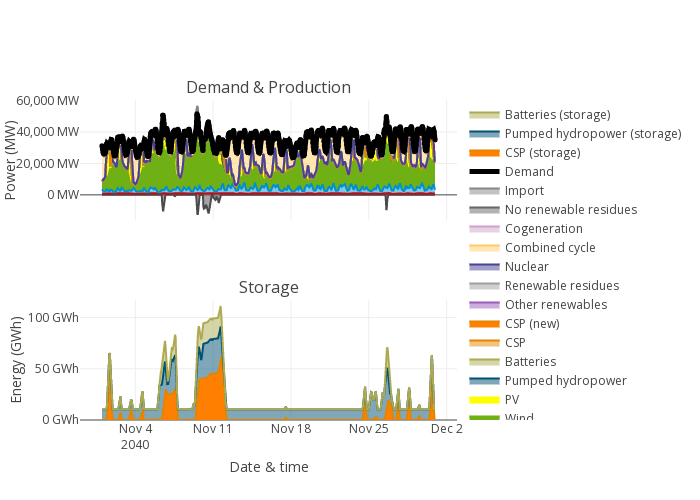 Demand & Production
60,000 MW
40,000 MW
20,000 MW
0 MW
Power (MW)
Storage
100 GWh
50 GWh
0 GWh
Energy (GWh)
Nov 4
2040
Nov 11
Nov 18
Nov 25
Dec 2
Date & time
Batteries (storage)
Pumped hydropower (storage)
CSP (storage)
Demand
Import
No renewable residues
Cogeneration
Combined cycle
Nuclear
Renewable residues
Other renewables
CSP (new)
CSP
Batteries
Pumped hydropower
PV
Wind